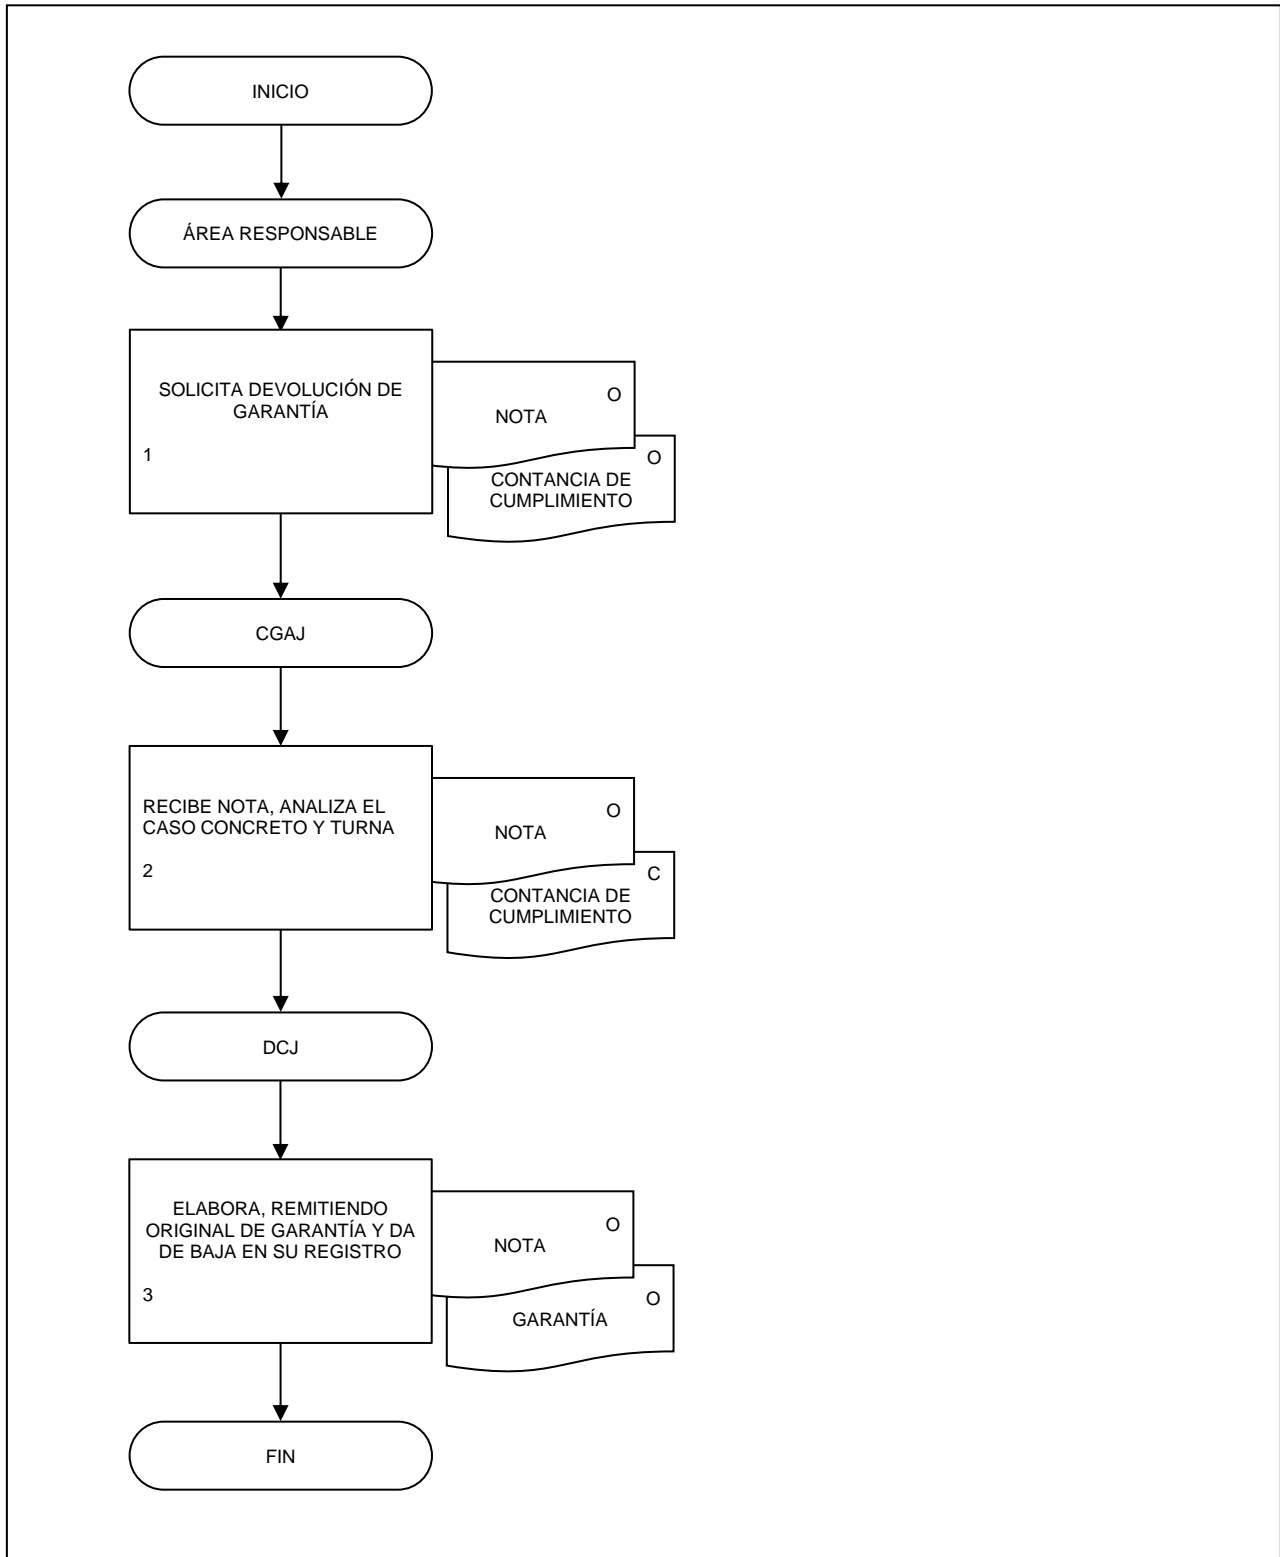 INICIO
ÁREA RESPONSABLE
SOLICITA DEVOLUCIÓN DE
GARANTÍA
1
O
NOTA
O
CONTANCIA DE
CUMPLIMIENTO
CGAJ
RECIBE NOTA, ANALIZA EL
CASO CONCRETO Y TURNA
2
O
NOTA
C
CONTANCIA DE
CUMPLIMIENTO
DCJ
ELABORA, REMITIENDO
ORIGINAL DE GARANTÍA Y DA
DE BAJA EN SU REGISTRO
3
O
NOTA
O
GARANTÍA
FIN